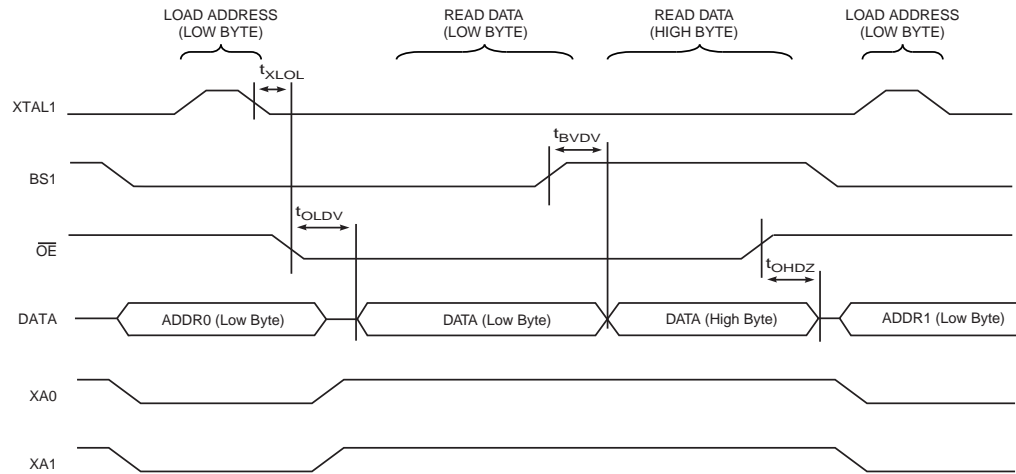 LOAD ADDRESS
(LOW BYTE)
READ DATA
(LOW BYTE)
READ DATA
(HIGH BYTE)
LOAD ADDRESS
(LOW BYTE)
tXLOL
XTAL1
tBVDV
BS1
tOLDV
OE
tOHDZ
DATA
ADDR0 (Low Byte)
DATA (Low Byte)
DATA (High Byte)
ADDR1 (Low Byte)
XA0
XA1